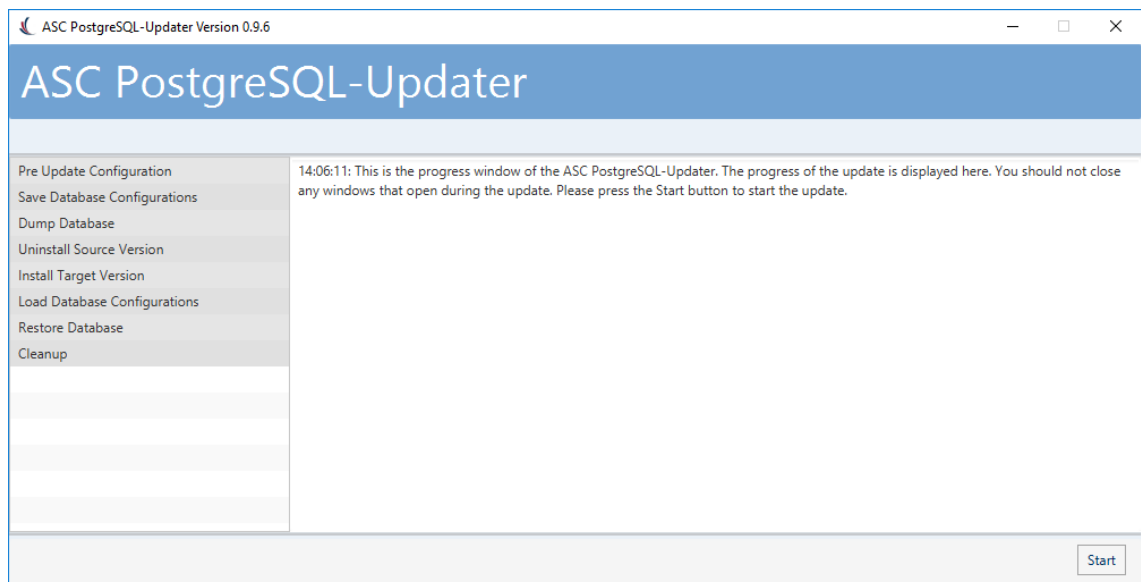 ASC PostgreSQL-Updater Version 0.9.6
ASC PostgreSQL-Updater
Pre Update Configuration
Save Database Configurations
Dump Database
Uninstall Source Version
Install Target Version
Load Database Configurations
Restore Database
Cleanup
14:06:11: This is the progress window of the ASC PostgreSQL-Updater. The progress of the update is displayed here. You should not close
any windows that open during the update. Please press the Start button to start the update.
Start